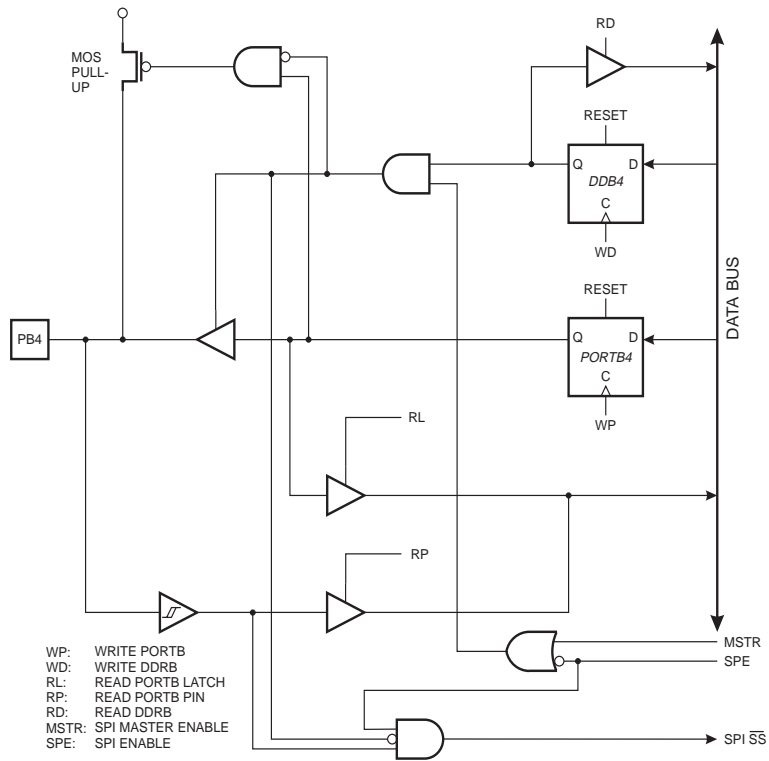 RD
MOS
PULL-
UP
RESET
Q
D
DDB4
C
WD
DATA BUS
RESET
PB4
Q
D
PORTB4
C
WP
RL
RP
MSTR
SPE
WP: WRITE PORTB
WD: WRITE DDRB
RL: READ PORTB LATCH
RP: READ PORTB PIN
RD: READ DDRB
MSTR: SPI MASTER ENABLE
SPE: SPI ENABLE
SPI S̅S̅